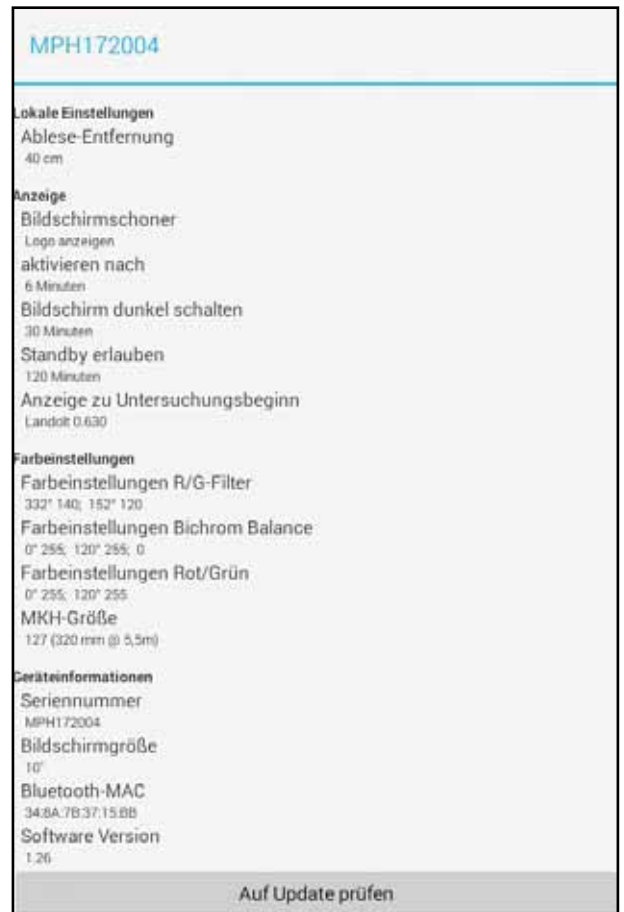 MPH172004
Lokale Einstellungen
Ablese-Entfernung
40 cm
Anzeige
Bildschirmschoner
Logo anzeigen
aktivieren nach
6 Minuten
Bildschirm dunkel schalten
30 Minuten
Standby erlauben
120 Minuten
Anzeige zu Untersuchungsbeginn
Landolt 0.630
Farbeinstellungen
Farbeinstellungen R/G-Filter
332° 140; 152° 120
Farbeinstellungen Bichrom Balance
0° 255; 120° 255; 0
Farbeinstellungen Rot/Grün
0° 255; 120° 255
MKH-Größe
127 (320 mm @ 5,5m)
Geräteinformationen
Seriennummer
MPH172004
Bildschirmgröße
10"
Bluetooth-MAC
34:8A:7B:37:15:BB
Software Version
1.26
Auf Update prüfen